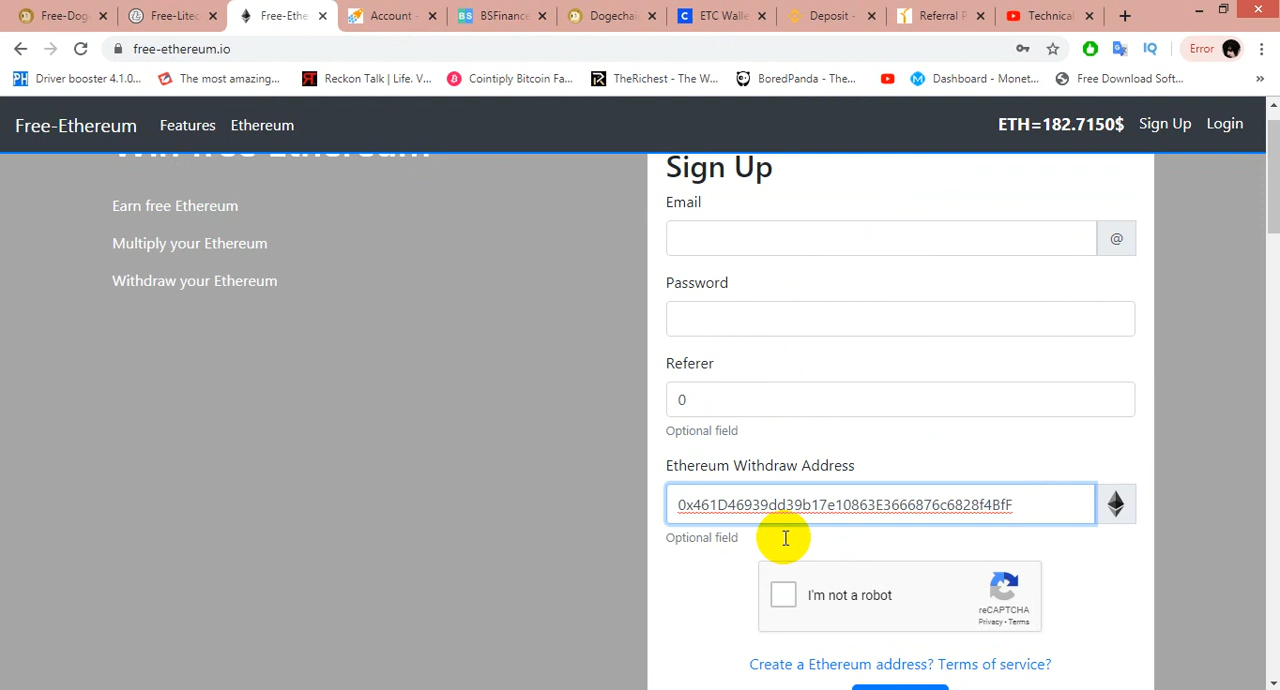 Free-Dog
Free-Litec
Free-Ethe
Account -
BSFinance
Dogechai
ETC Walle
Deposit -
Referral P
Technical
free-ethereum.io
Error
Driver booster 4.1.0...
The most amazing...
Reckon Talk | Life. V...
Cointiply Bitcoin Fa...
TheRichest - The W...
BoredPanda - The...
Dashboard - Monet...
Free Download Soft...
Free-Ethereum
Features
Ethereum
ETH=182.7150$
Sign Up
Login
Sign Up
Earn free Ethereum
Multiply your Ethereum
Withdraw your Ethereum
Email
@
Password
Referer
0
Optional field
Ethereum Withdraw Address
0x461D46939dd39b17e10863E3666876c6828f4BfF
Optional field
I'm not a robot
reCAPTCHA
Privacy - Terms
Create a Ethereum address? Terms of service?